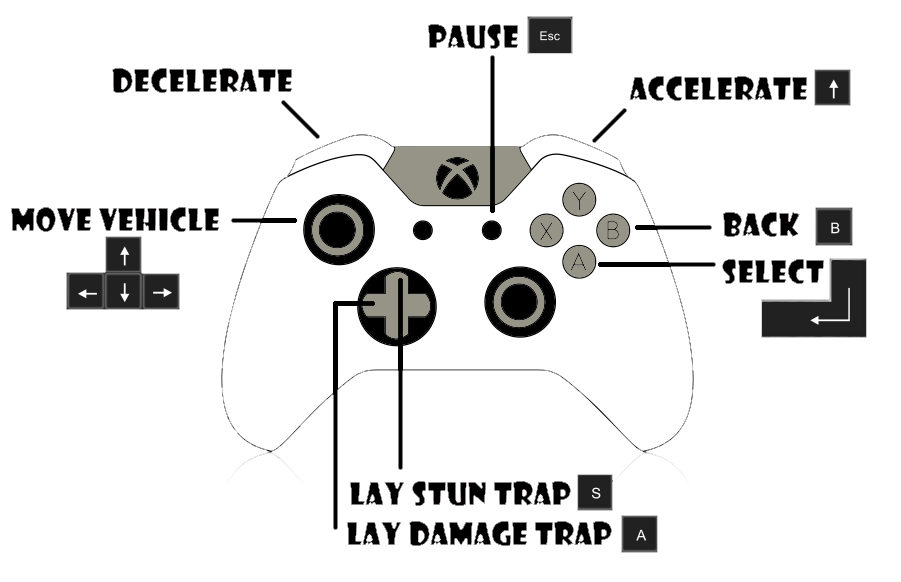 PAUSE Esc
DECELERATE
ACCELERATE ↑
MOVE VEHICLE
↑
← ↓ →
Y
X B
A
BACK B
SELECT ↵
LAY STUN TRAP S
LAY DAMAGE TRAP A